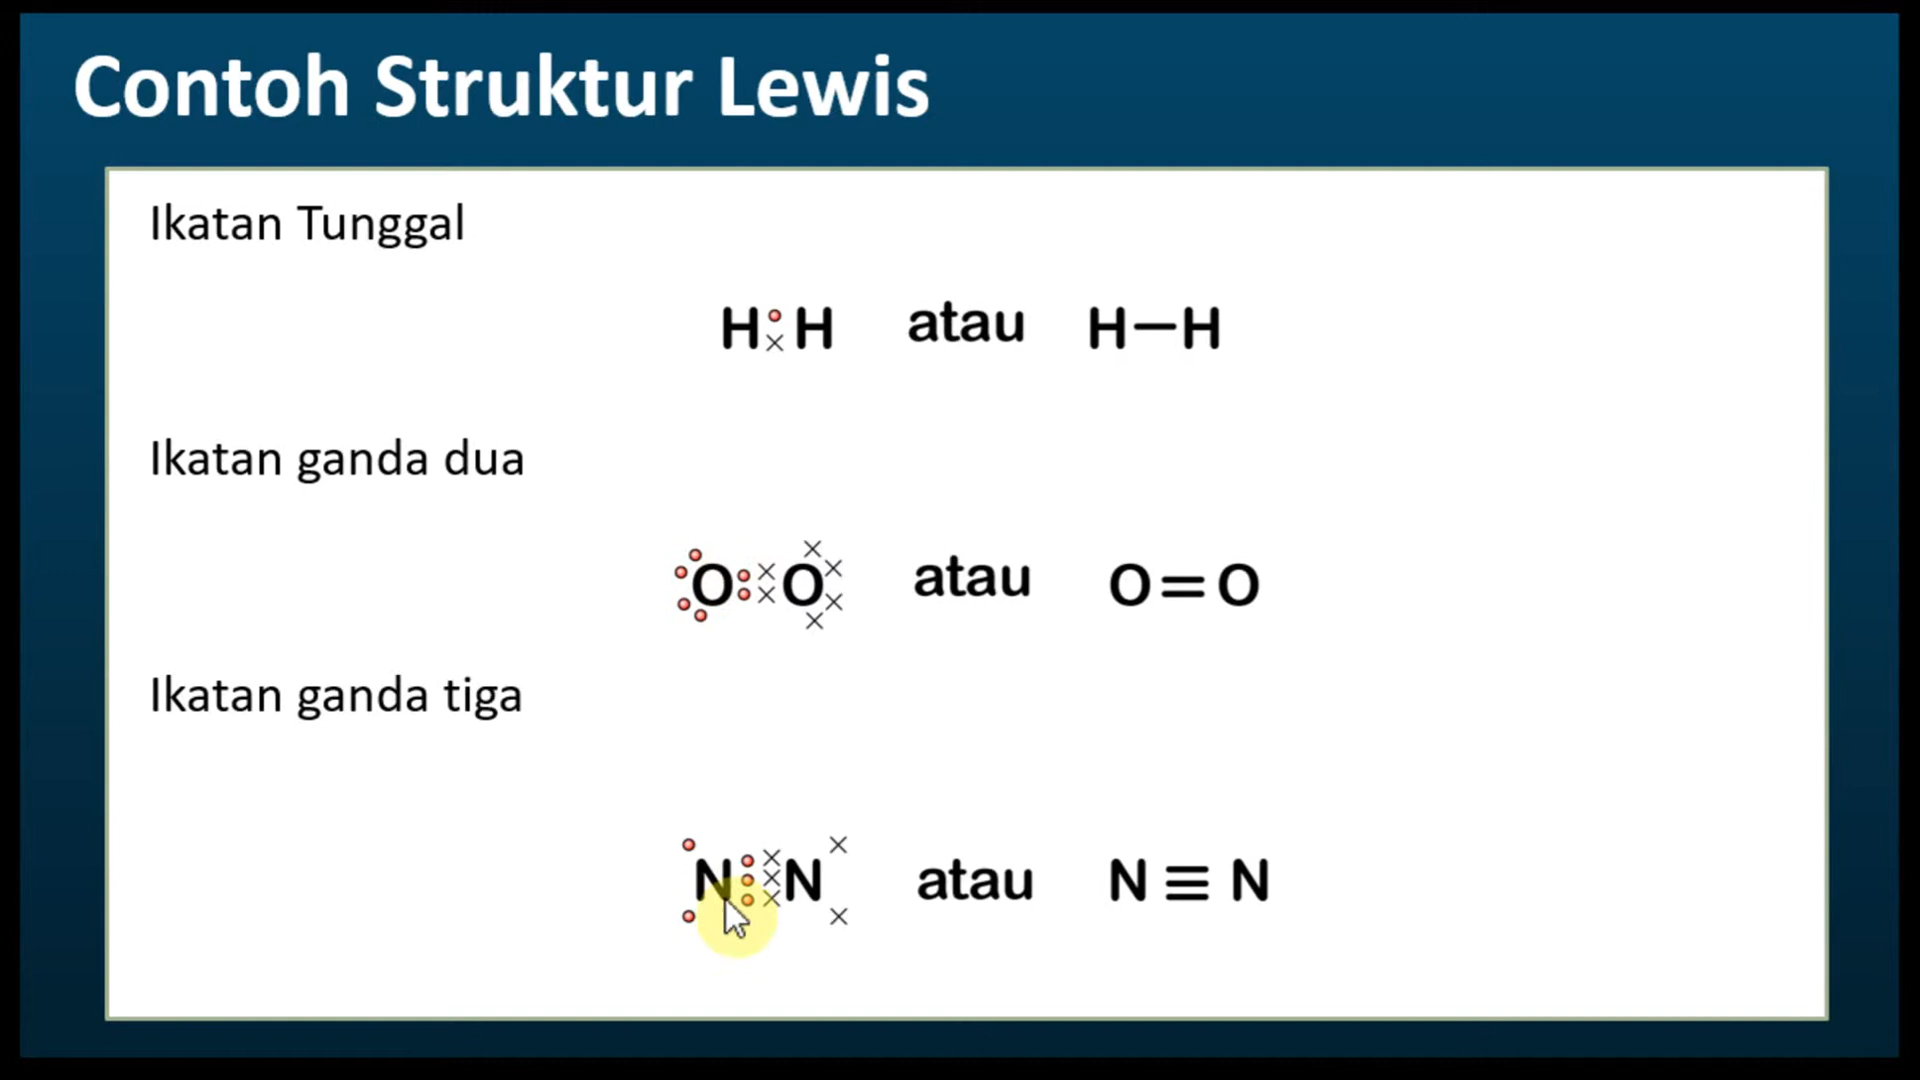 Contoh Struktur Lewis
Ikatan Tunggal
H H atau H—H
Ikatan ganda dua
O O atau O=O
Ikatan ganda tiga
N N atau N ≡ N